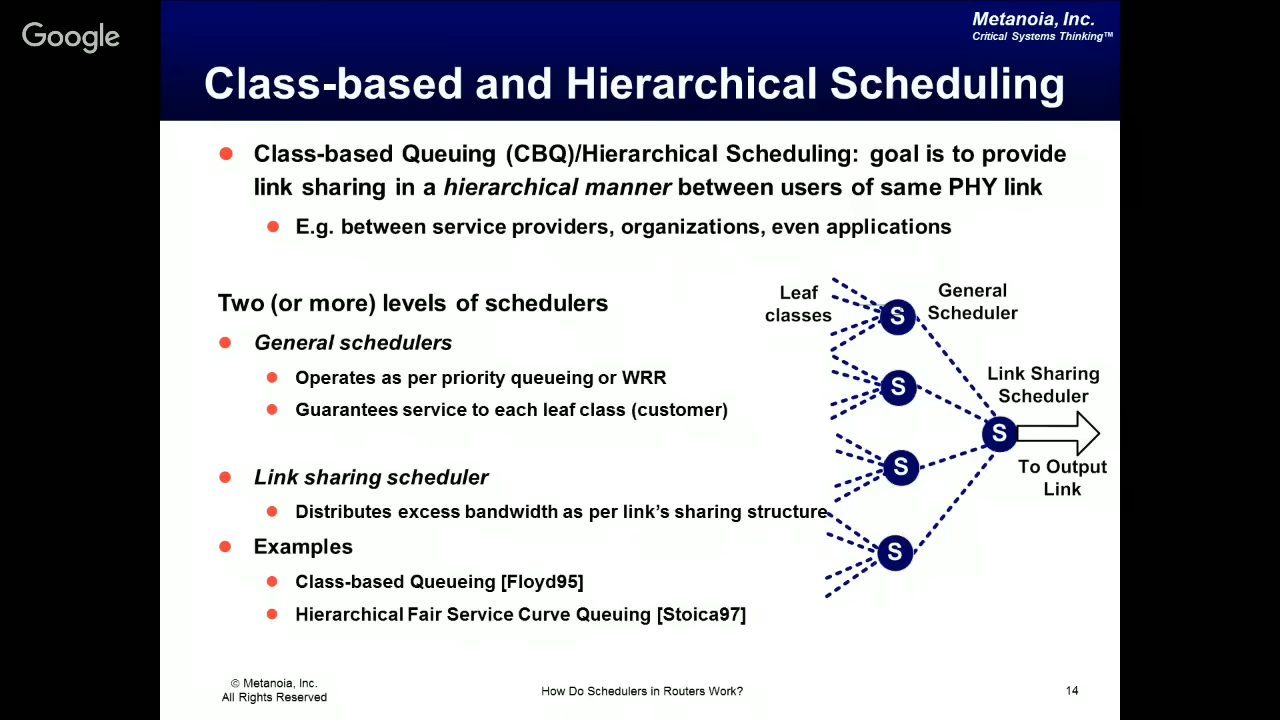 Google
Metanoia, Inc.
Critical Systems Thinking™
Class-based and Hierarchical Scheduling
Class-based Queuing (CBQ)/Hierarchical Scheduling: goal is to provide
link sharing in a hierarchical manner between users of same PHY link
E.g. between service providers, organizations, even applications
Two (or more) levels of schedulers
General schedulers
Operates as per priority queueing or WRR
Guarantees service to each leaf class (customer)
Link sharing scheduler
Distributes excess bandwidth as per link's sharing structure
Examples
Class-based Queueing [Floyd95]
Hierarchical Fair Service Curve Queuing [Stoica97]
Leaf
classes
General
Scheduler
S
S
S
S
Link Sharing
Scheduler
S
To Output
Link
© Metanoia, Inc.
All Rights Reserved
How Do Schedulers in Routers Work?
14